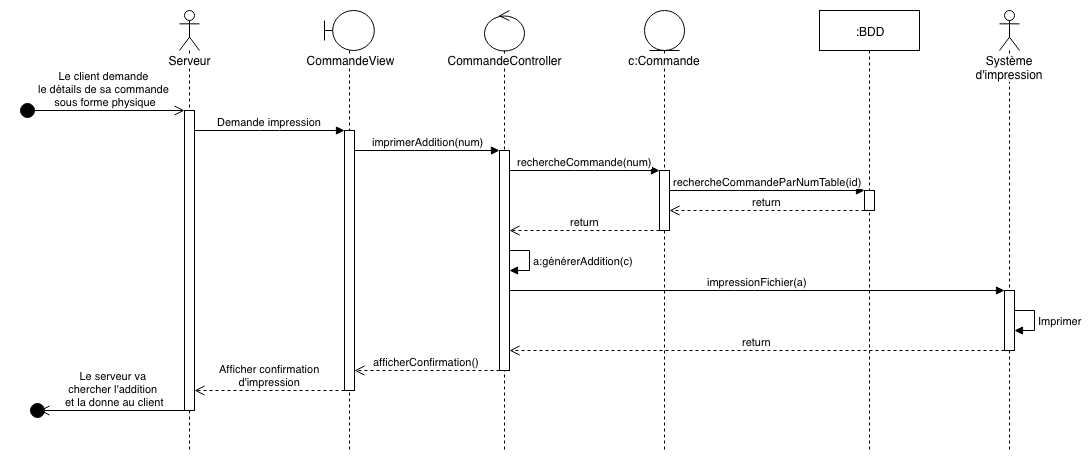 :BDD
Serveur
CommandeView
CommandeController
c:Commande
Système
d'impression
Le client demande
le détails de sa commande
sous forme physique
Demande impression
imprimerAddition(num)
rechercheCommande(num)
rechercheCommandeParNumTable(id)
return
return
a:générerAddition(c)
impressionFichier(a)
Imprimer
return
afficherConfirmation()
Afficher confirmation
d'impression
Le serveur va
chercher l'addition
et la donne au client